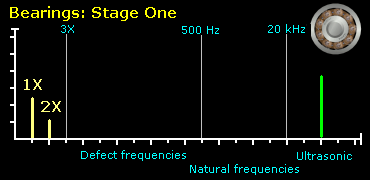 Bearings: Stage One
3X
500 Hz
20 kHz
1X
2X
Defect frequencies
Ultrasonic
Natural frequencies